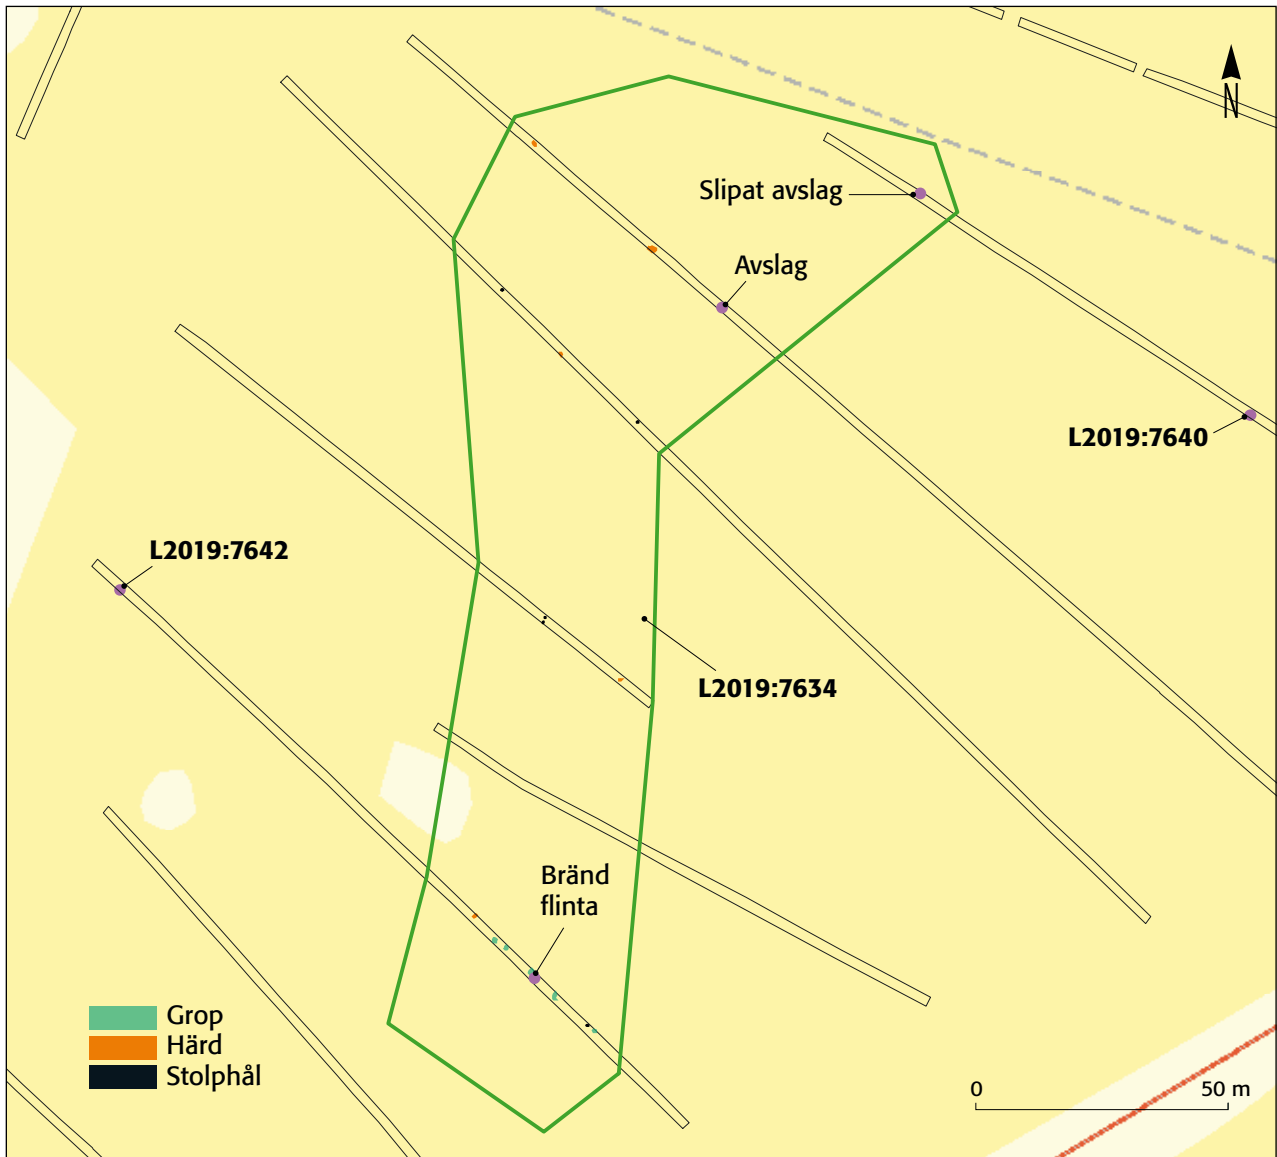 N
Slipat avslag
Avslag
L2019:7640
L2019:7642
L2019:7634
Bränd
flinta
Grop
Härd
Stolphål
0 50 m